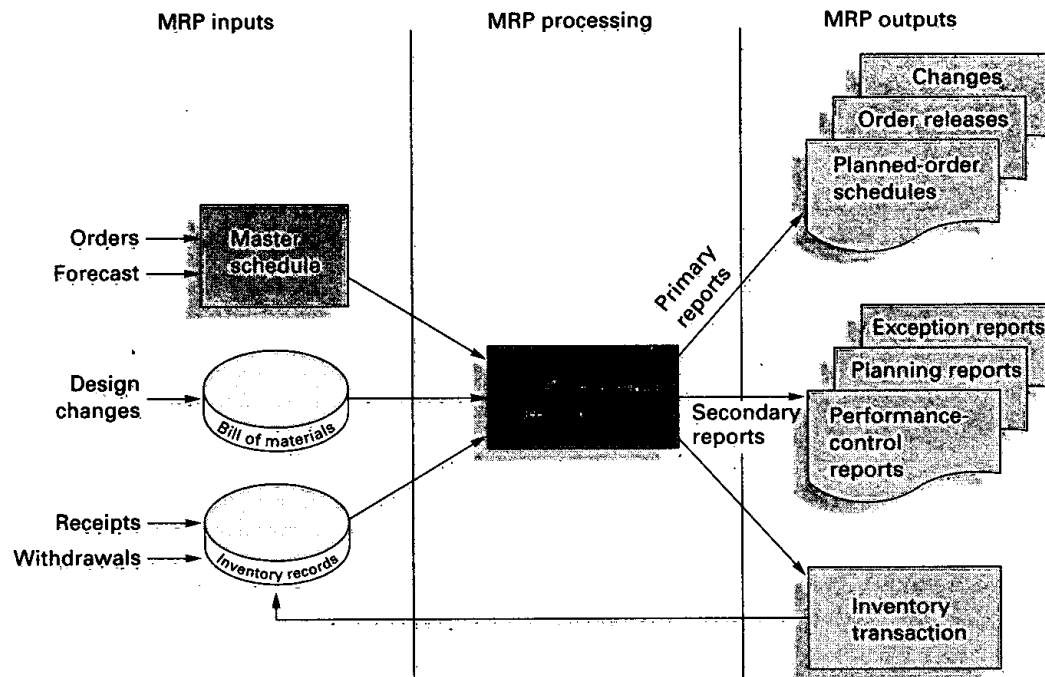 MRP inputs
MRP processing
MRP outputs
Orders
Forecast
Master
schedule
Design
changes
Bill of materials
Receipts
Withdrawals
Inventory records
Primary
reports
Secondary
reports
Changes
Order releases
Planned-order
schedules
Exception reports
Planning reports
Performance-
control
reports
Inventory
transaction